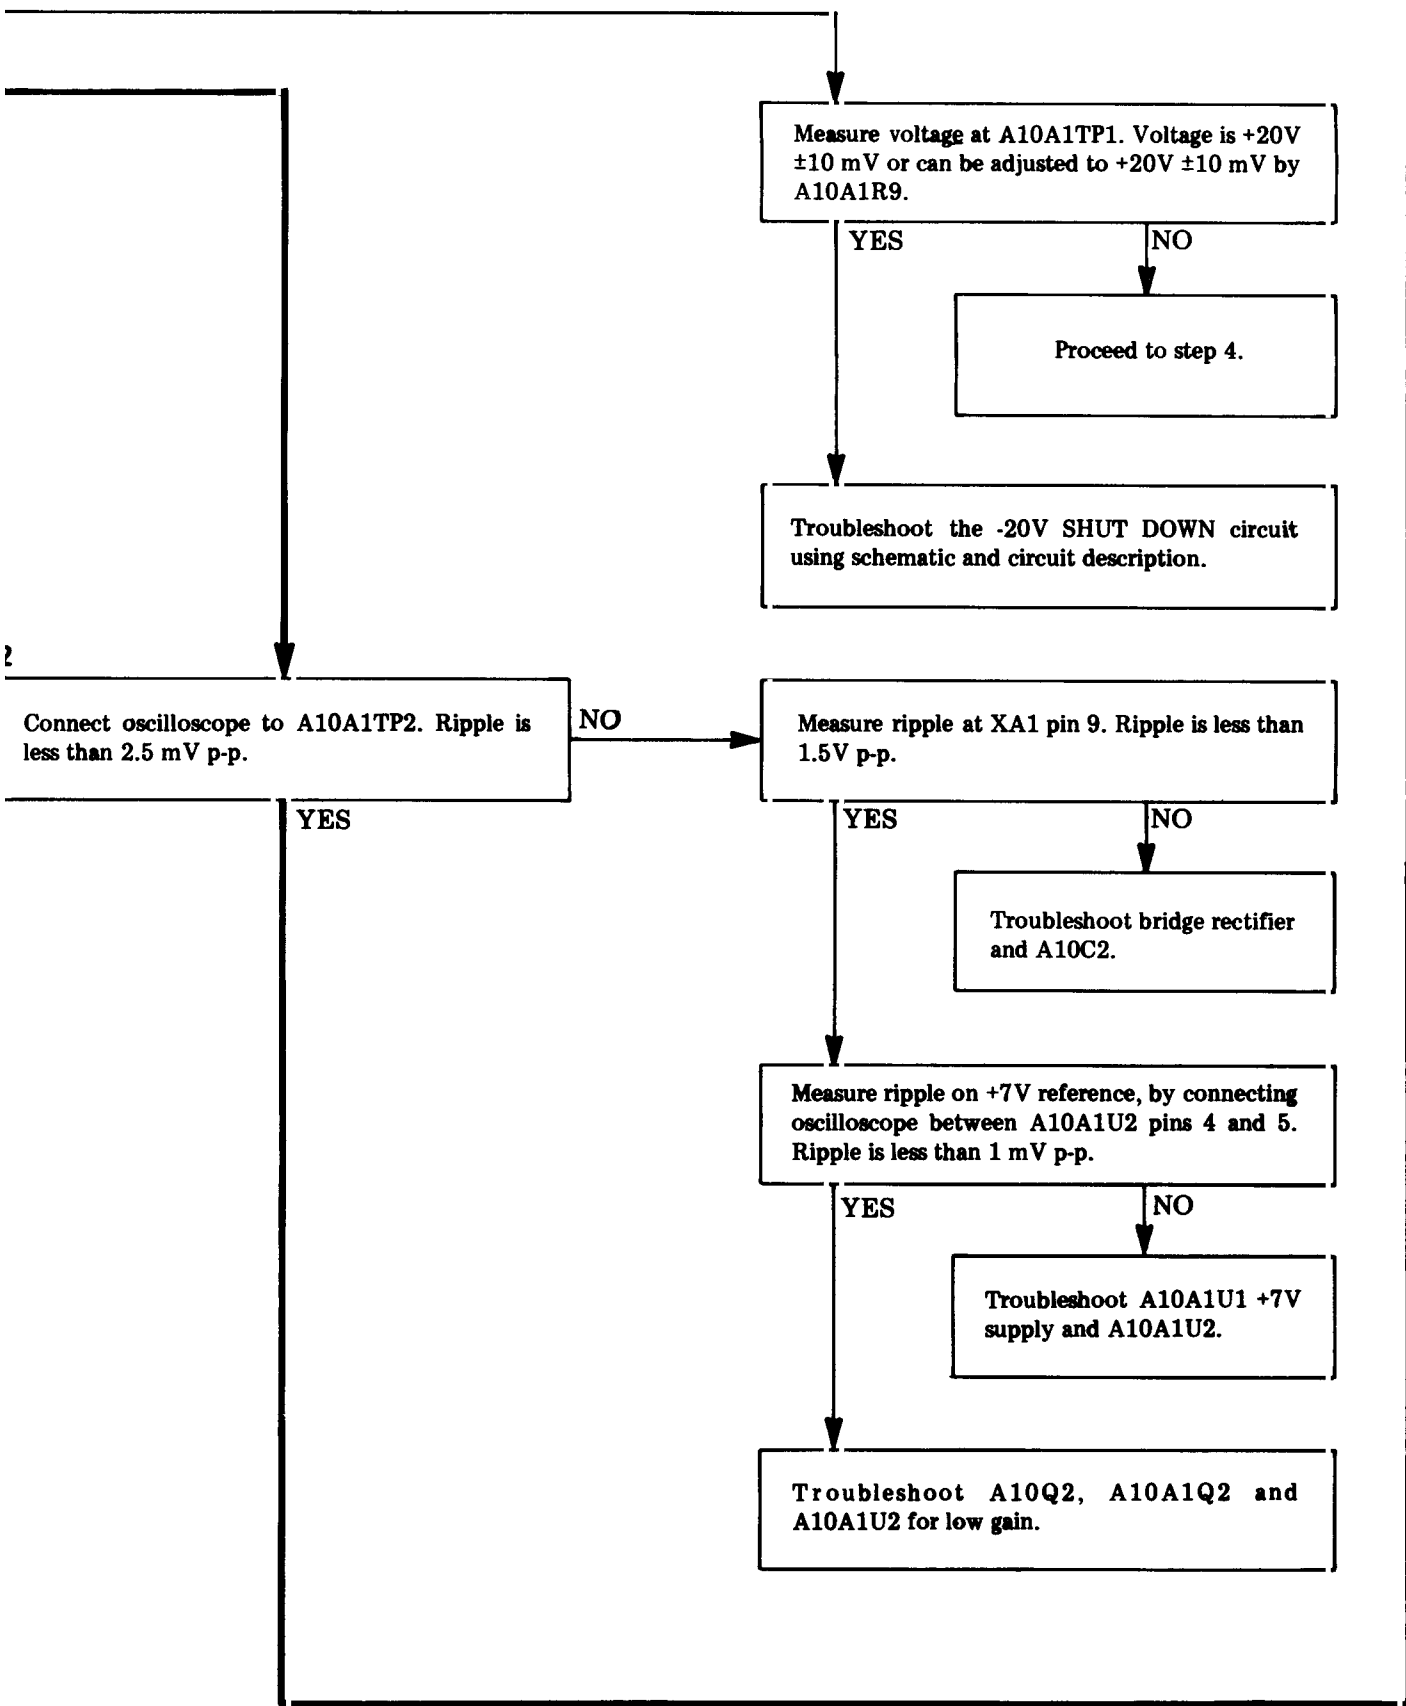 Measure voltage at A10A1TP1. Voltage is +20V
±10 mV or can be adjusted to +20V ±10 mV by
A10A1R9.
YES
NO
Proceed to step 4.
Troubleshoot the -20V SHUT DOWN circuit
using schematic and circuit description.
2
Connect oscilloscope to A10A1TP2. Ripple is
less than 2.5 mV p-p.
NO
YES
Measure ripple at XA1 pin 9. Ripple is less than
1.5V p-p.
YES
NO
Troubleshoot bridge rectifier
and A10C2.
Measure ripple on +7V reference, by connecting
oscilloscope between A10A1U2 pins 4 and 5.
Ripple is less than 1 mV p-p.
YES
NO
Troubleshoot A10A1U1 +7V
supply and A10A1U2.
Troubleshoot A10Q2, A10A1Q2 and
A10A1U2 for low gain.